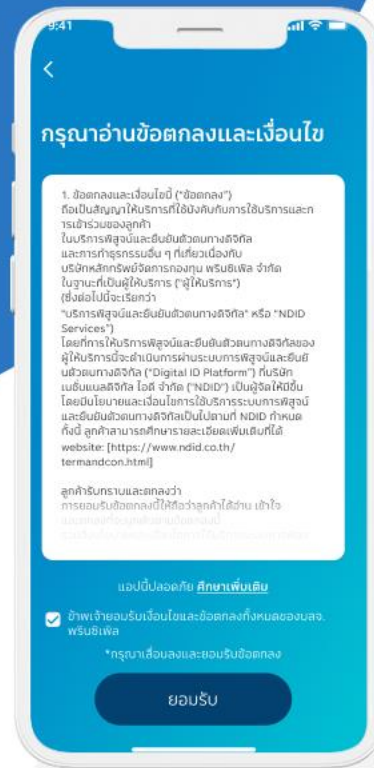 9:41
กรุณาอ่านข้อตกลงและเงื่อนไข
1. ข้อตกลงและเงื่อนไขนี้ ("ข้อตกลง")
ถือเป็นสัญญาให้บริการที่ใช้บังคับกับการใช้บริการและก
ารเข้าร่วมของลูกค้า
ในบริการพิสูจน์และยืนยันตัวตนทางดิจิทัล
และการทำธุรกรรมอื่น ๆ ที่เกี่ยวเนื่องกับ
บริษัทหลักทรัพย์จัดการกองทุน พรินซิเพิล จำกัด
ในฐานะที่เป็นผู้ให้บริการ ("ผู้ให้บริการ")
(ซึ่งต่อไปนี้จะเรียกว่า
"บริการพิสูจน์และยืนยันตัวตนทางดิจิทัล" หรือ "NDID
Services")
โดยที่การให้บริการพิสูจน์และยืนยันตัวตนทางดิจิทัลของ
ผู้ให้บริการนี้จะดำเนินการผ่านระบบการพิสูจน์และยืนยั
นตัวตนทางดิจิทัล ("Digital ID Platform") ที่บริษัท
เนชั่นแนลดิจิทัล ไอดี จำกัด ("NDID") เป็นผู้จัดให้มีขึ้น
โดยมีนโยบายและเงื่อนไขการใช้บริการระบบการพิสูจน์
และยืนยันตัวตนทางดิจิทัลเป็นไปตามที่ NDID กำหนด
ทั้งนี้ ลูกค้าสามารถศึกษารายละเอียดเพิ่มเติมที่ได้
website: [https://www.ndid.co.th/
termandcon.html]
ลูกค้ารับทราบและตกลงว่า
การยอมรับข้อตกลงนี้ให้ถือว่าลูกค้าได้อ่าน เข้าใจ
แอปนี้ปลอดภัย ศึกษาเพิ่มเติม
ข้าพเจ้ายอมรับเงื่อนไขและข้อตกลงทั้งหมดของบลจ.
พรินซิเพิล
*กรุณาเลื่อนลงและยอมรับข้อตกลง
ยอมรับ